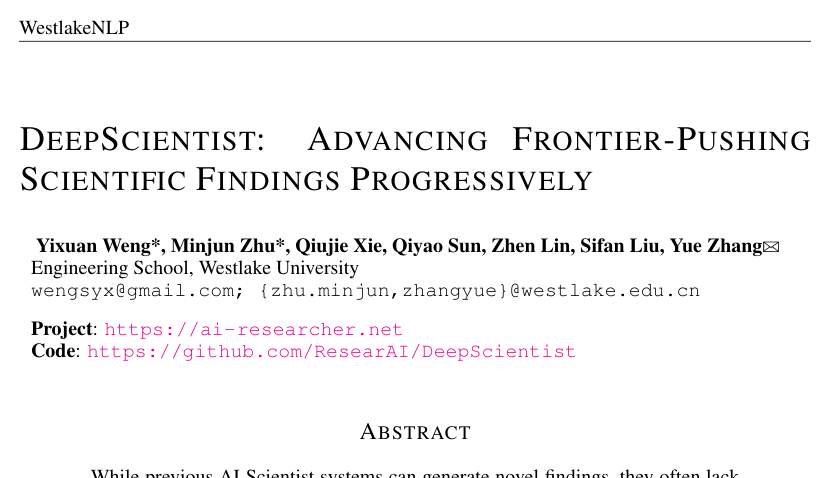 WestlakeNLP
DEEPSCIENTIST: ADVANCING FRONTIER-PUSHING
SCIENTIFIC FINDINGS PROGRESSIVELY
Yixuan Weng*, Minjun Zhu*, Qiujie Xie, Qiyao Sun, Zhen Lin, Sifan Liu, Yue Zhang✉
Engineering School, Westlake University
wengsyx@gmail.com; {zhu.minjun,zhangyue}@westlake.edu.cn
Project: https://ai-researcher.net
Code: https://github.com/ResearAI/DeepScientist
ABSTRACT
While previous AI Scientist systems can generate novel findings, they often lack